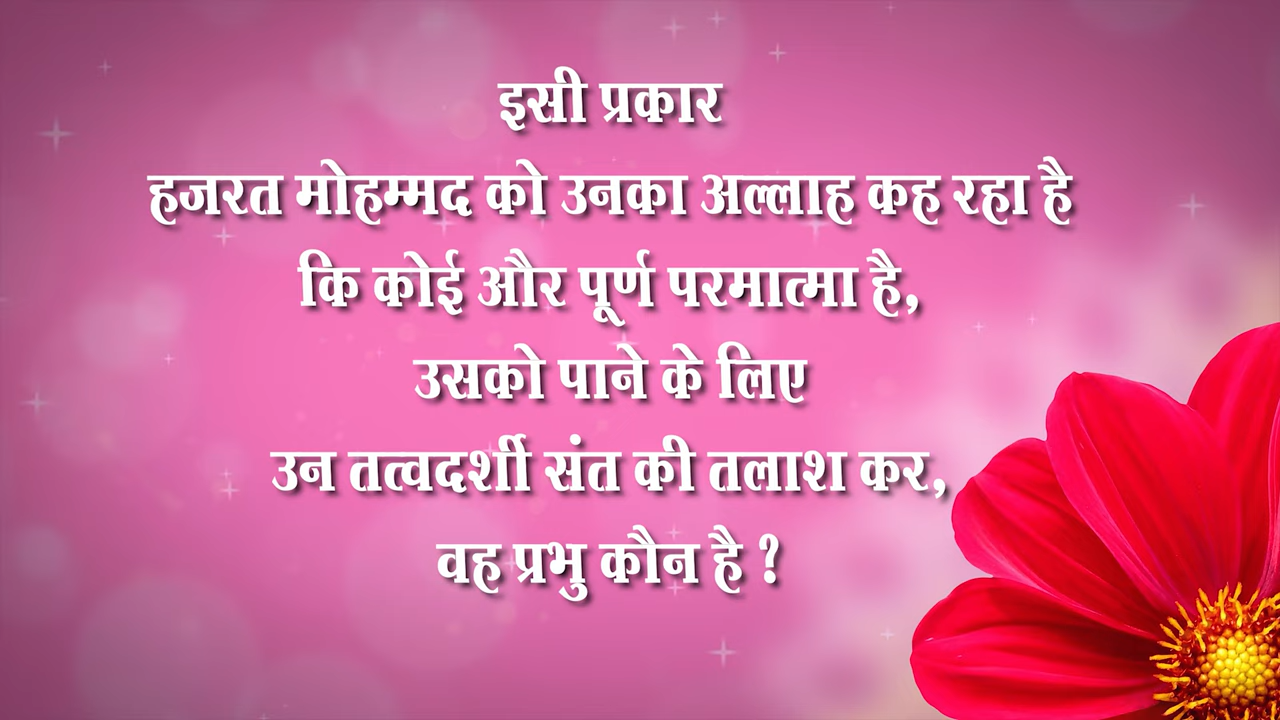 इसी प्रकार
हजरत मोहम्मद को उनका अल्लाह कह रहा है
कि कोई और पूर्ण परमात्मा है,
उसको पाने के लिए
उन तत्वदर्शी संत की तलाश कर,
वह प्रभु कौन है ?